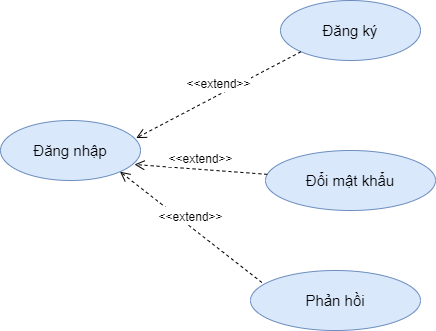 Đăng ký
<<extend>>
Đăng nhập
<<extend>>
Đổi mật khẩu
<<extend>>
Phản hồi